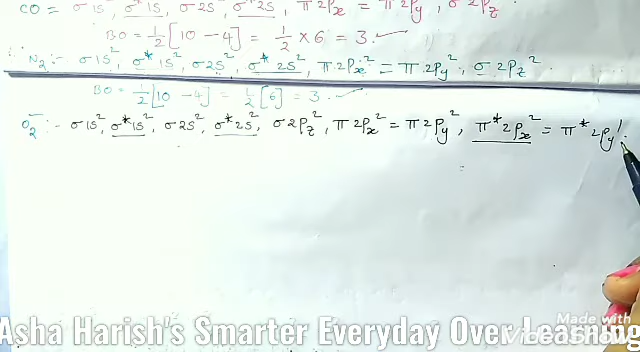 CO = σ1s², σ*1s², σ2s², σ*2s², π2Px² = π2Py², σ2Pz²
BO = 1/2 [10 - 4] = 1/2 × 6 = 3.
N₂:- σ1s², σ*1s², σ2s², σ*2s², π2Px² = π2Py², σ2Pz².
BO = 1/2 [10 - 4] = 1/2 [6] = 3.
O₂⁻:- σ1s², σ*1s², σ2s², σ*2s², σ2Pz², π2Px² = π2Py², π*2Px² = π*2Py¹.
Made with
Asha Harish's Smarter Everyday Over Learning